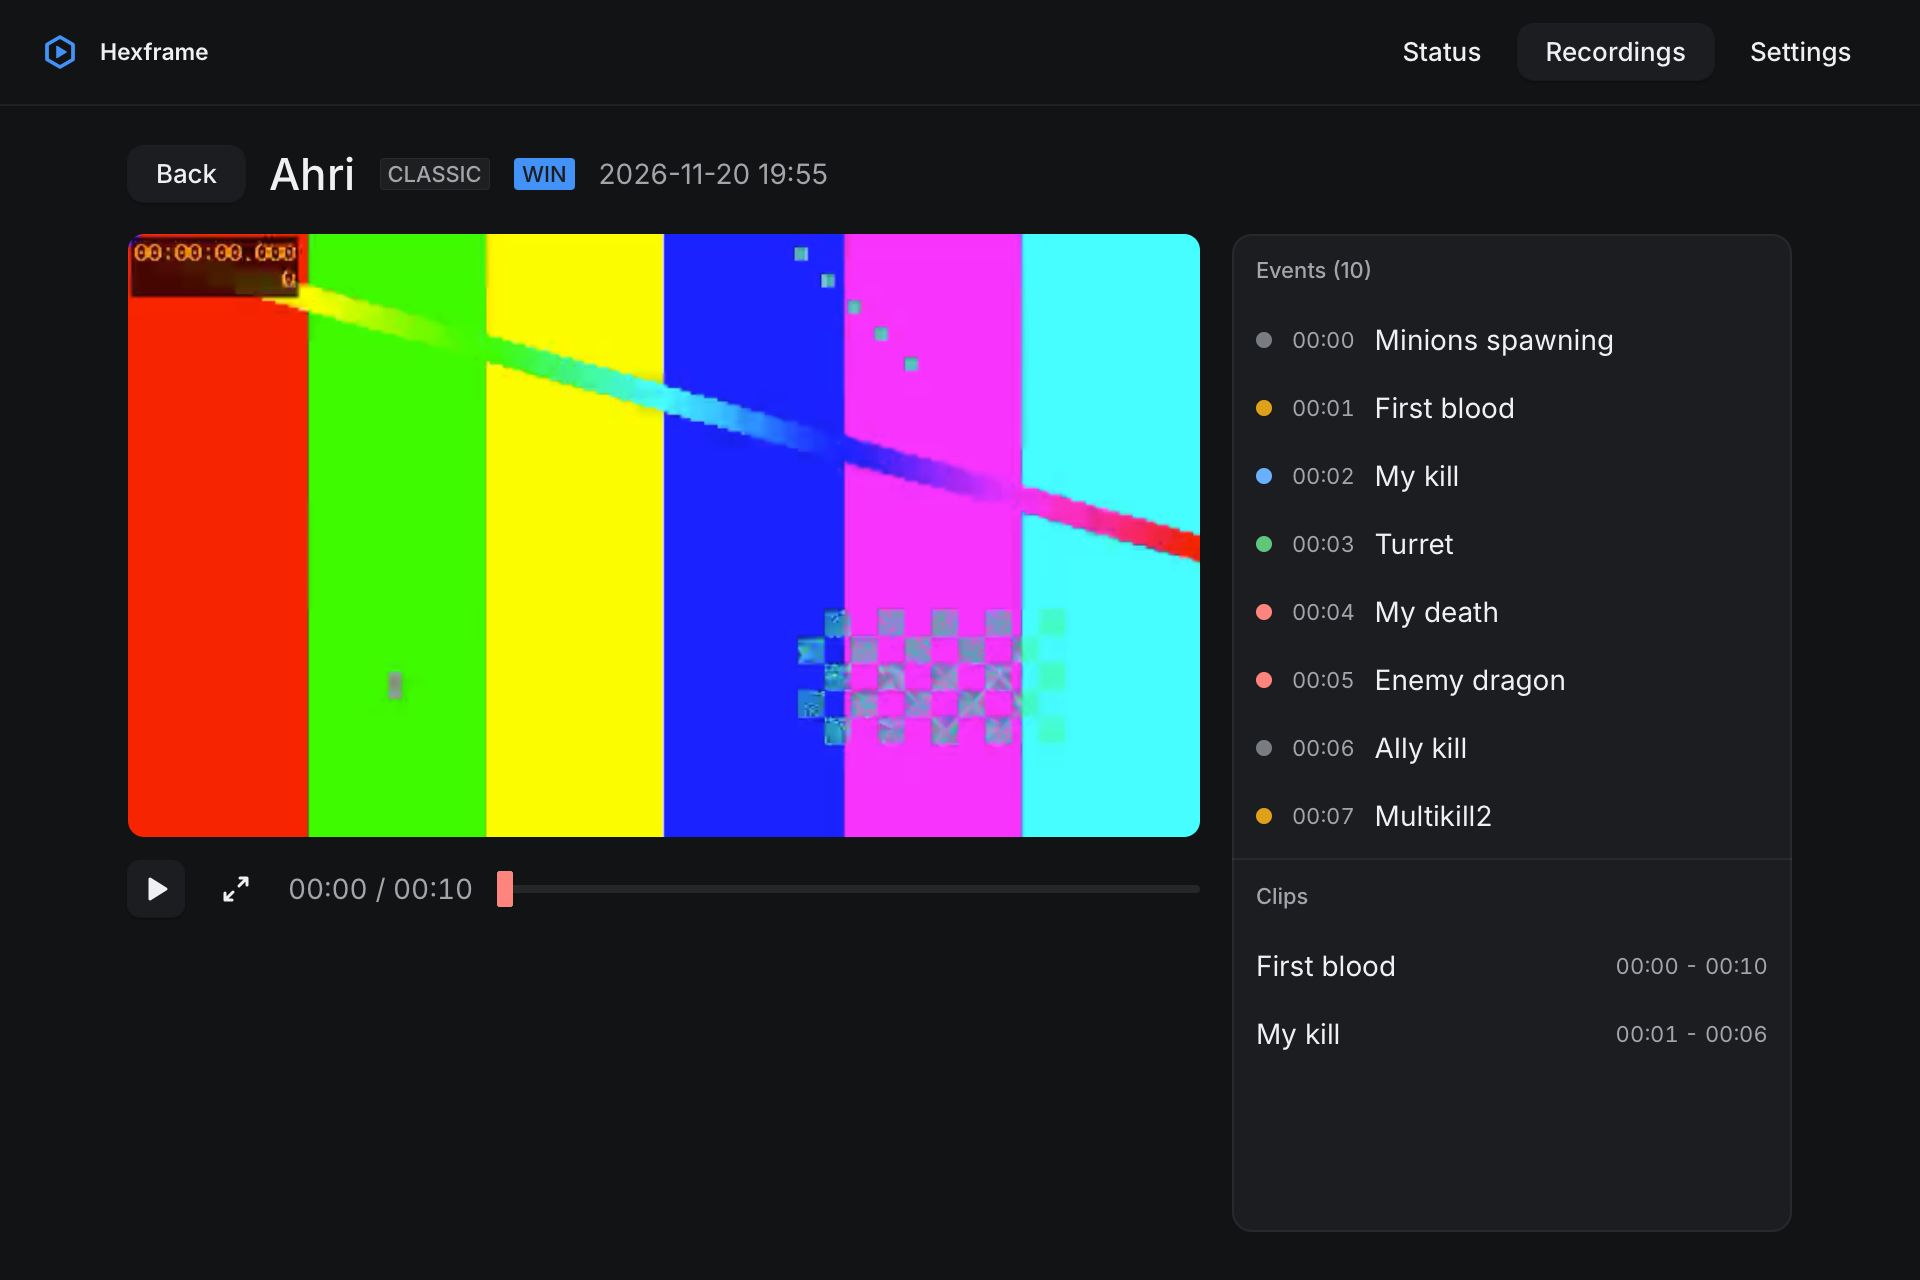 Hexframe
Status
Recordings
Settings
Back
Ahri
CLASSIC
WIN
2026-11-20 19:55
00:00:00.000
Events (10)
00:00 Minions spawning
00:01 First blood
00:02 My kill
00:03 Turret
00:04 My death
00:05 Enemy dragon
00:06 Ally kill
00:07 Multikill2
00:00 / 00:10
Clips
First blood 00:00 - 00:10
My kill 00:01 - 00:06